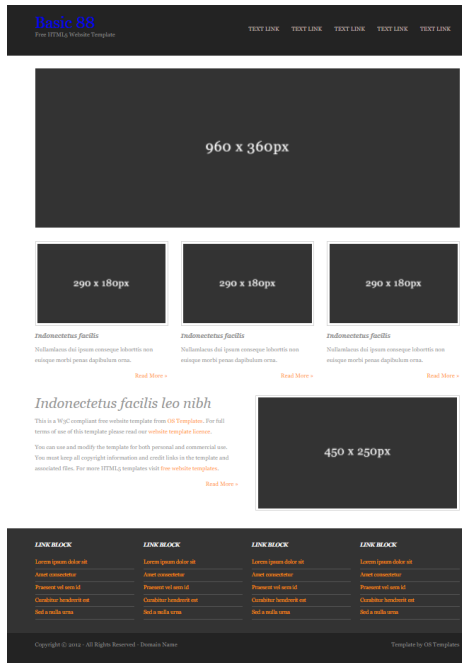 Basic 88
Free HTML5 Website Template
TEXT LINK TEXT LINK TEXT LINK TEXT LINK TEXT LINK
960 x 360px
290 x 180px 290 x 180px 290 x 180px
Indonectetus facilis Indonectetus facilis Indonectetus facilis
Nullamlacus dui ipsum conseque loborttis non Nullamlacus dui ipsum conseque loborttis non Nullamlacus dui ipsum conseque loborttis non
euisque morbi penas dapibulum orna. euisque morbi penas dapibulum orna. euisque morbi penas dapibulum orna.
Read More » Read More » Read More »
Indonectetus facilis leo nibh
This is a W3C compliant free website template from OS Templates. For full
terms of use of this template please read our website template licence.
You can use and modify the template for both personal and commercial use.
You must keep all copyright information and credit links in the template and
associated files. For more HTML5 templates visit free website templates.
Read More »
450 x 250px
LINK BLOCK LINK BLOCK LINK BLOCK LINK BLOCK
Lorem ipsum dolor sit Lorem ipsum dolor sit Lorem ipsum dolor sit Lorem ipsum dolor sit
Amet consectetur Amet consectetur Amet consectetur Amet consectetur
Praesent vel sem id Praesent vel sem id Praesent vel sem id Praesent vel sem id
Curabitur hendrerit est Curabitur hendrerit est Curabitur hendrerit est Curabitur hendrerit est
Sed a nulla urna Sed a nulla urna Sed a nulla urna Sed a nulla urna
Copyright © 2012 - All Rights Reserved - Domain Name Template by OS Templates